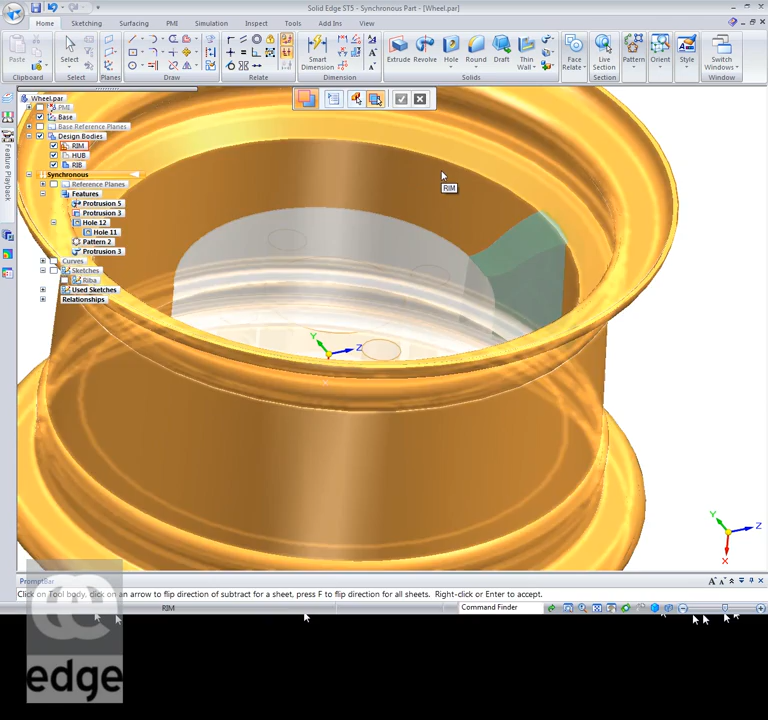 Solid Edge ST5 - Synchronous Part - [Wheel.par]
Home Sketching Surfacing PMI Simulation Inspect Tools Add Ins View
Paste
Select
Planes
Smart Dimension
Extrude Revolve Hole Round Draft Thin Wall
Face Relate
Live Section
Pattern Orient Style
Switch Windows
Clipboard Select Planes Draw Relate Dimension Solids Section Window
Wheel.par
PMI
Base
Base Reference Planes
Design Bodies
RIM
HUB
RIB
Synchronous
Reference Planes
Features
Protrusion 5
Protrusion 3
Hole 12
Hole 11
Pattern 2
Protrusion 3
Curves
Sketches
Riba
Used Sketches
Relationships
Feature Playback
RIM
Y
Z
Y
Z
X
PromptBar
Click on Tool body, click on an arrow to flip direction of subtract for a sheet, press F to flip direction for all sheets. Right-click or Enter to accept.
RIM
Command Finder
edge